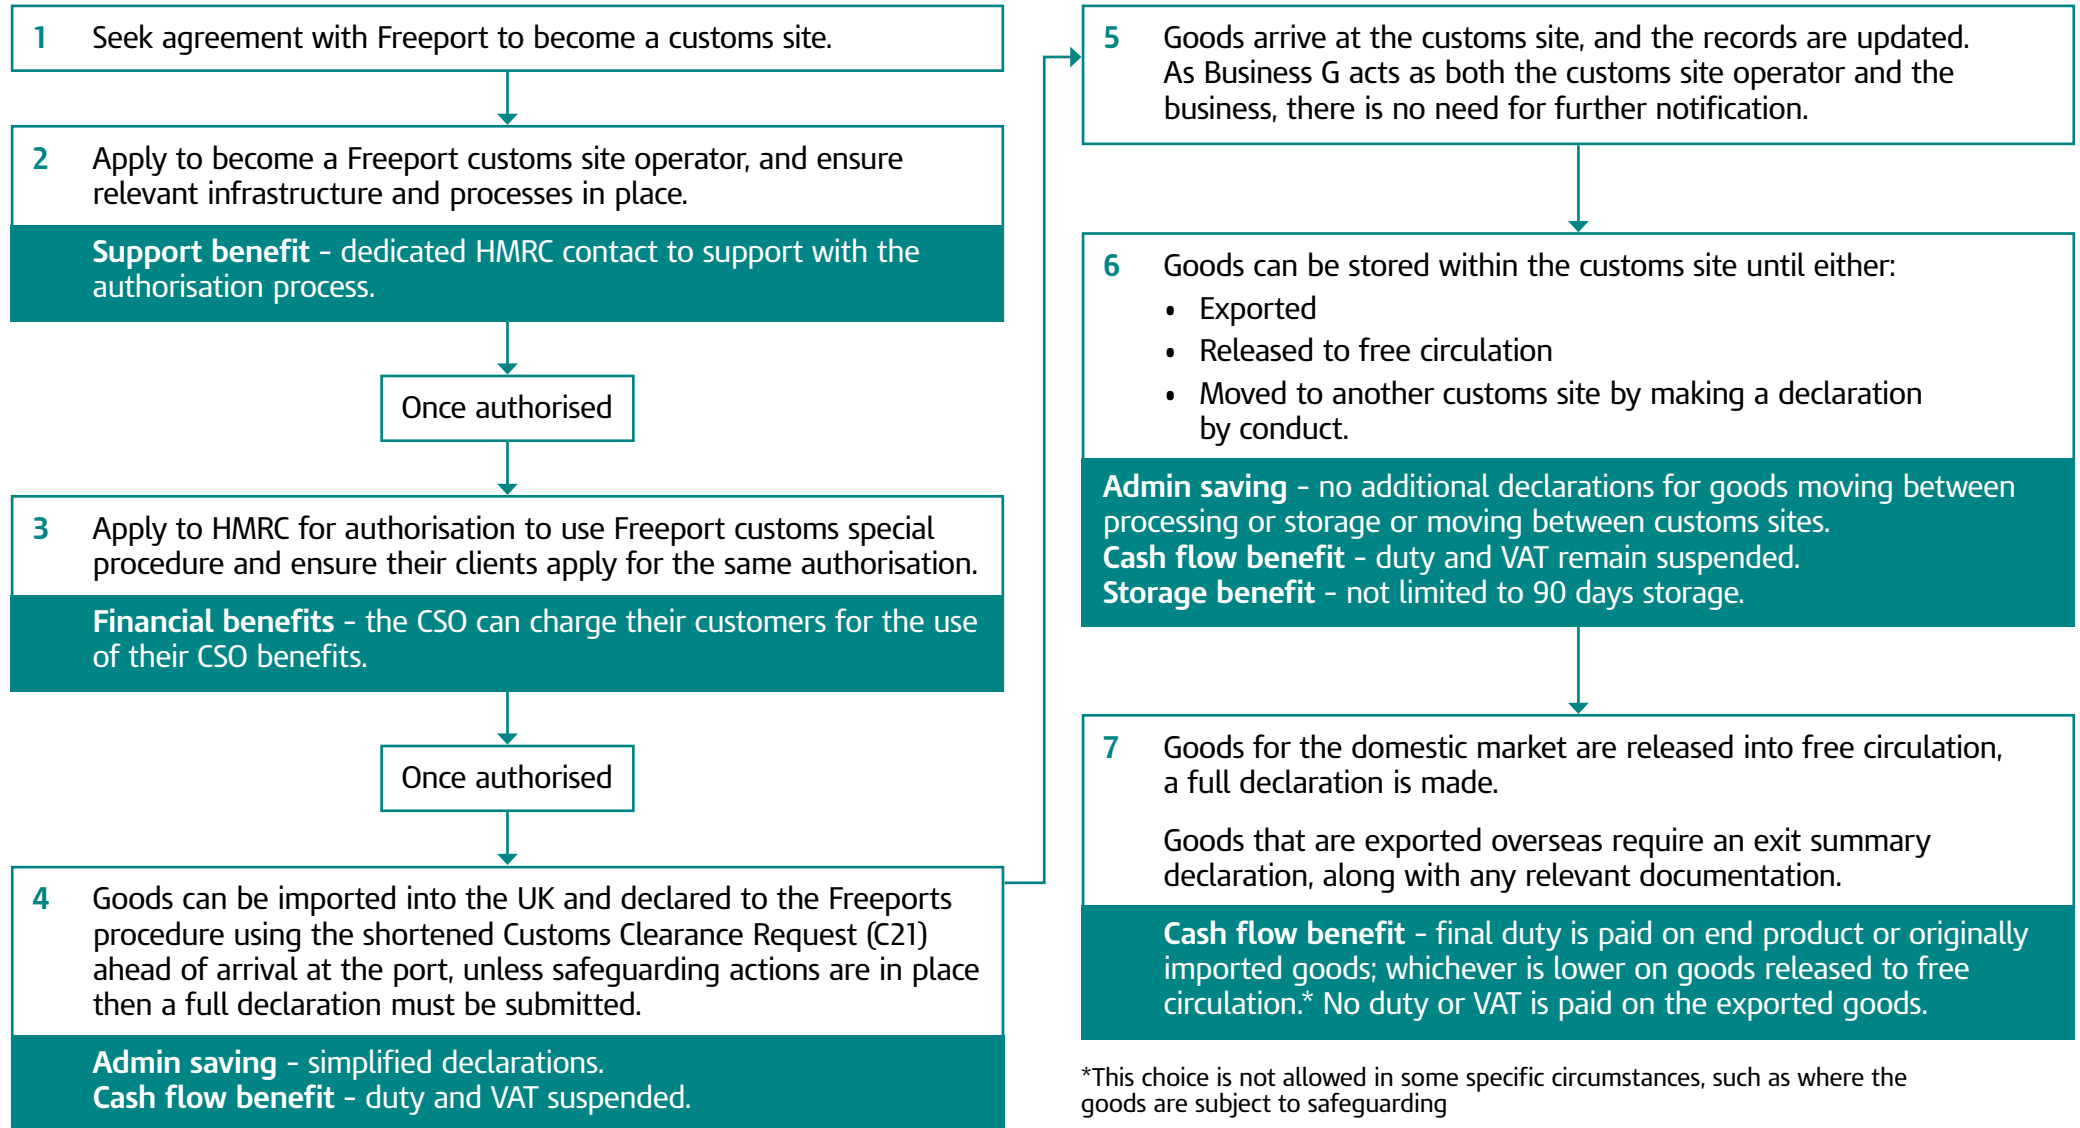 1 Seek agreement with Freeport to become a customs site.
2 Apply to become a Freeport customs site operator, and ensure
relevant infrastructure and processes in place.
Support benefit – dedicated HMRC contact to support with the
authorisation process.
Once authorised
3 Apply to HMRC for authorisation to use Freeport customs special
procedure and ensure their clients apply for the same authorisation.
Financial benefits – the CSO can charge their customers for the use
of their CSO benefits.
Once authorised
4 Goods can be imported into the UK and declared to the Freeports
procedure using the shortened Customs Clearance Request (C21)
ahead of arrival at the port, unless safeguarding actions are in place
then a full declaration must be submitted.
Admin saving – simplified declarations.
Cash flow benefit – duty and VAT suspended.
5 Goods arrive at the customs site, and the records are updated.
As Business G acts as both the customs site operator and the
business, there is no need for further notification.
6 Goods can be stored within the customs site until either:
• Exported
• Released to free circulation
• Moved to another customs site by making a declaration
by conduct.
Admin saving – no additional declarations for goods moving between
processing or storage or moving between customs sites.
Cash flow benefit – duty and VAT remain suspended.
Storage benefit – not limited to 90 days storage.
7 Goods for the domestic market are released into free circulation,
a full declaration is made.
Goods that are exported overseas require an exit summary
declaration, along with any relevant documentation.
Cash flow benefit – final duty is paid on end product or originally
imported goods; whichever is lower on goods released to free
circulation.* No duty or VAT is paid on the exported goods.
*This choice is not allowed in some specific circumstances, such as where the
goods are subject to safeguarding